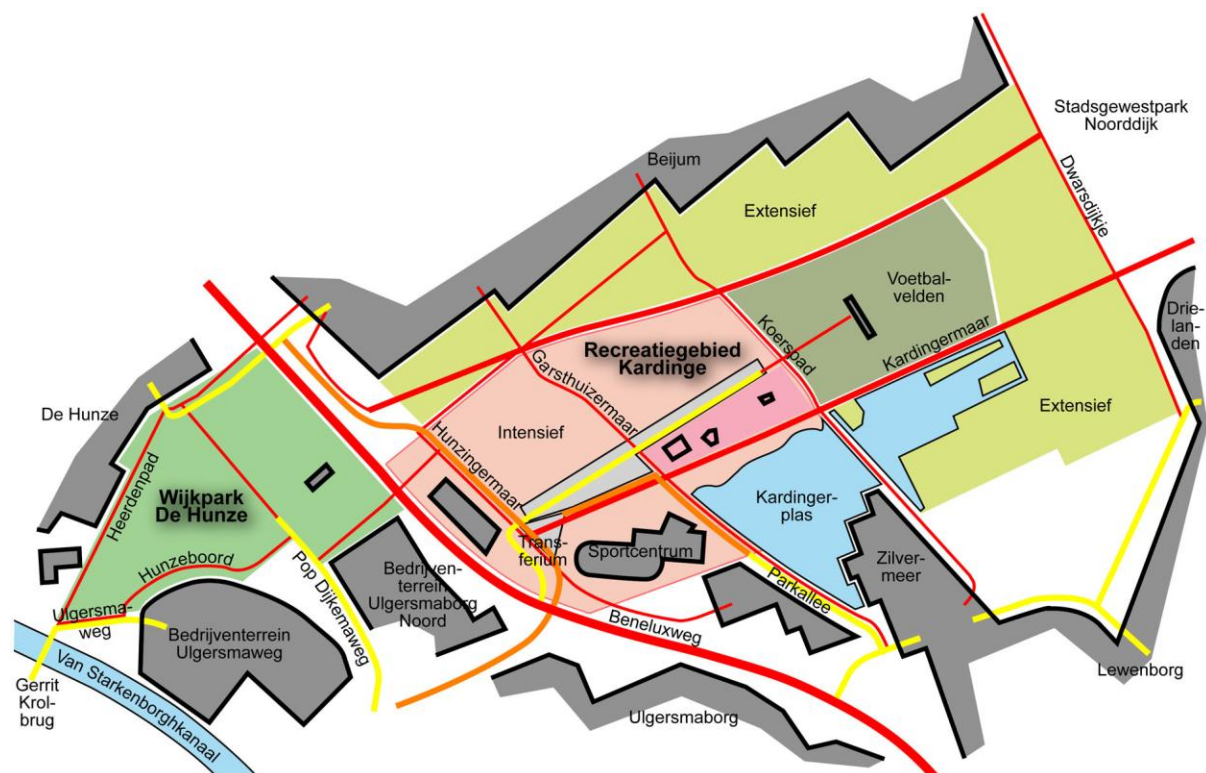 Stadsgewestpark
Noorddijk
Beijum
Dwarsdijkje
Extensief
Voetbal-
velden
Drie-
lan-
den
Koerspad
Kardingermaar
Recreatiegebied
Kardinge
Garsthuizermaar
De Hunze
Extensief
Intensief
Hunzingermaar
Heerdenpad
Wijkpark
De Hunze
Kardinger-
plas
Trans-
ferium
Sportcentrum
Zilver-
meer
Hunzeboord
Pop Dijkemaweg
Bedrijven-
terrein
Ulgersmaborg
Noord
Parkallee
Ulgersma-
weg
Bedrijventerrein
Ulgersmaweg
Beneluxweg
Gerrit
Krol-
brug
Van Starkenborghkanaal
Lewenborg
Ulgersmaborg